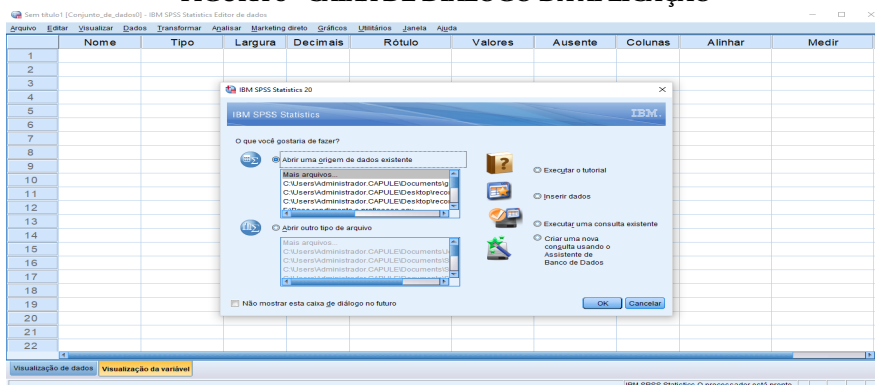 Sem título1 [Conjunto_de_dados0] - IBM SPSS Statistics Editor de dados
Arquivo Editar Visualizar Dados Transformar Analisar Marketing direto Gráficos Utilitários Janela Ajuda
Nome Tipo Largura Decimais Rótulo Valores Ausente Colunas Alinhar Medir
1
2
3
4
5
6
7
8
9
10
11
12
13
14
15
16
17
18
19
20
21
22
IBM SPSS Statistics 20
IBM SPSS Statistics
IBM.
O que você gostaria de fazer?
Abrir uma origem de dados existente
Mais arquivos...
C:\Users\Administrador.CAPULE\Documents\g
C:\Users\Administrador.CAPULE\Desktop\reco
C:\Users\Administrador.CAPULE\Desktop\reco
Abrir outro tipo de arquivo
Mais arquivos...
C:\Users\Administrador.CAPULE\Documents\
C:\Users\Administrador.CAPULE\Documents\S
C:\Users\Administrador.CAPULE\Documents\S
Executar o tutorial
Inserir dados
Executar uma consulta existente
Criar uma nova
consulta usando o
Assistente de
Banco de Dados
Não mostrar esta caixa de diálogo no futuro
OK Cancelar
Visualização de dados Visualização da variável
IBM SPSS Statistics O processador está pronto